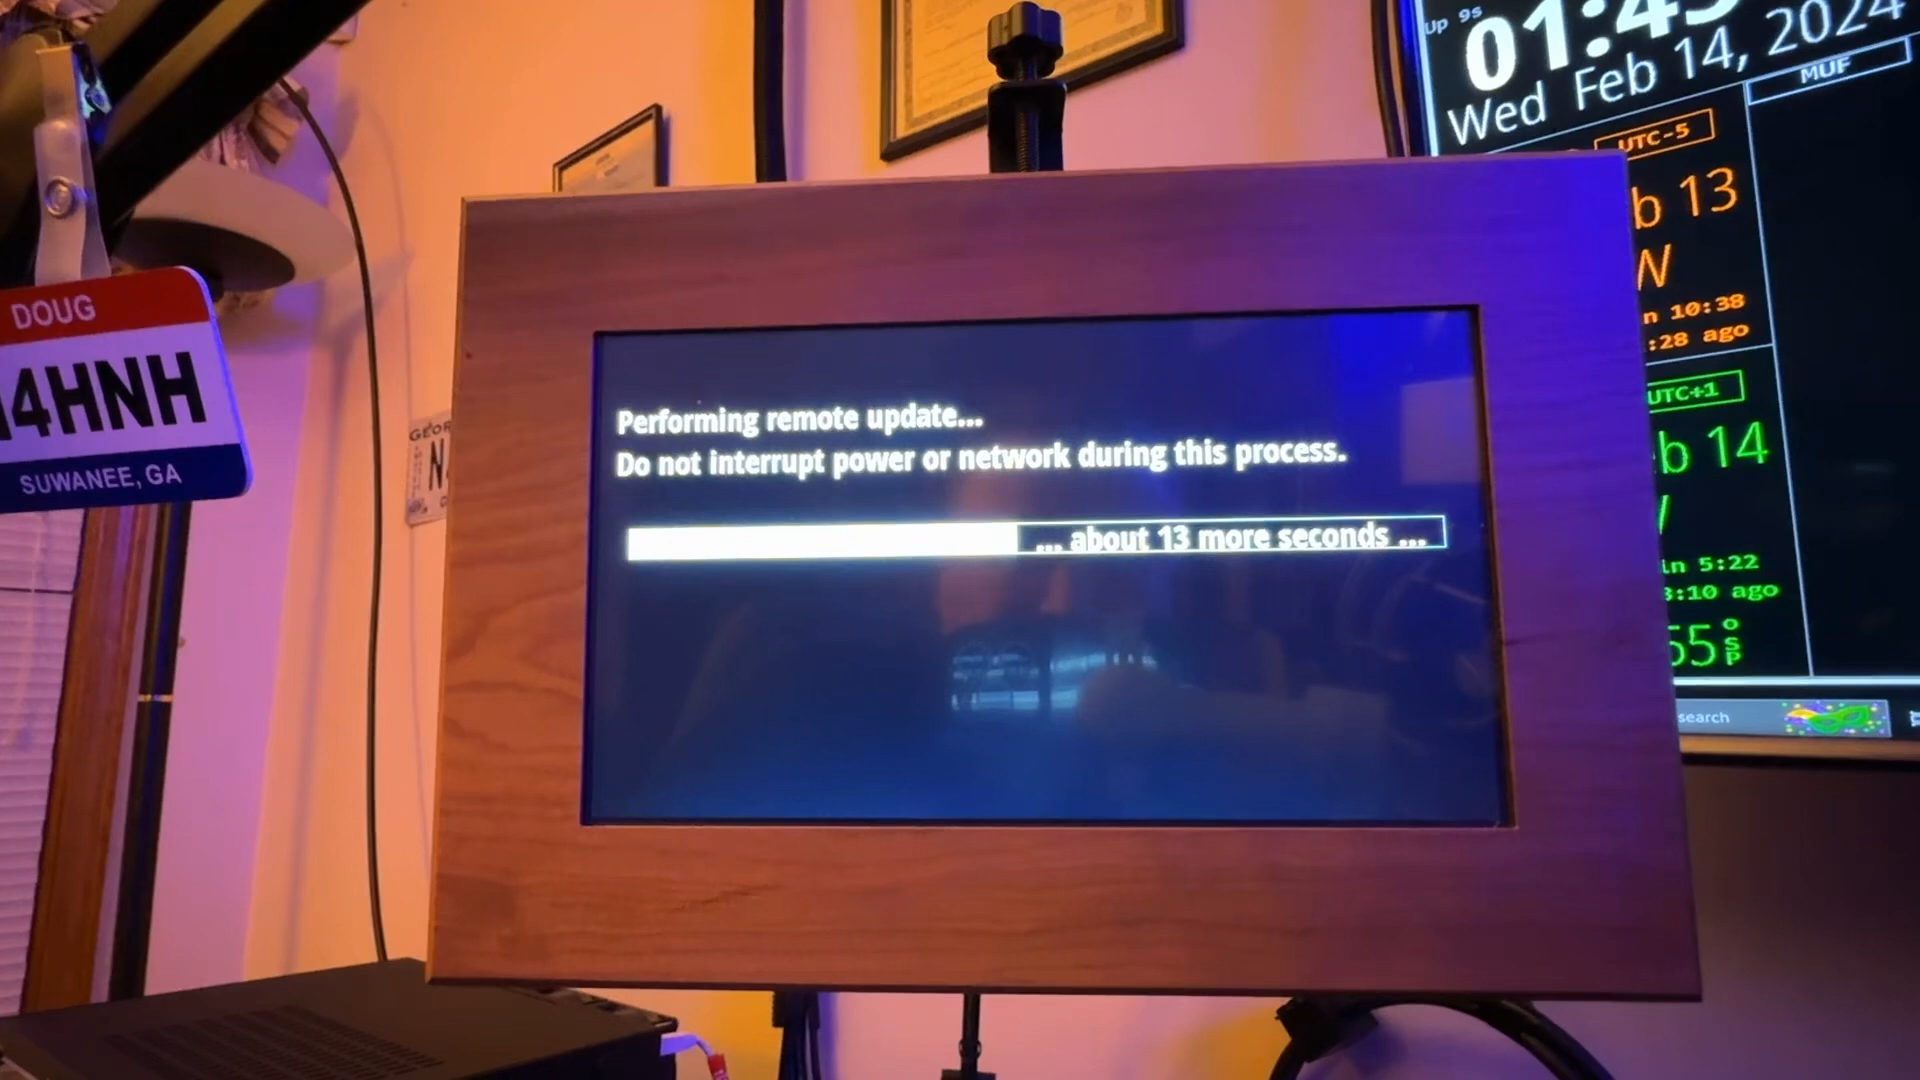 DOUG
4HNH
SUWANEE, GA
Performing remote update...
Do not interrupt power or network during this process.
... about 13 more seconds ...
Up 9s
Wed Feb 14, 2024
MUF
UTC-5
b 13
10:38
:28 ago
UTC+1
b 14
in 5:22
3:10 ago
55°
search